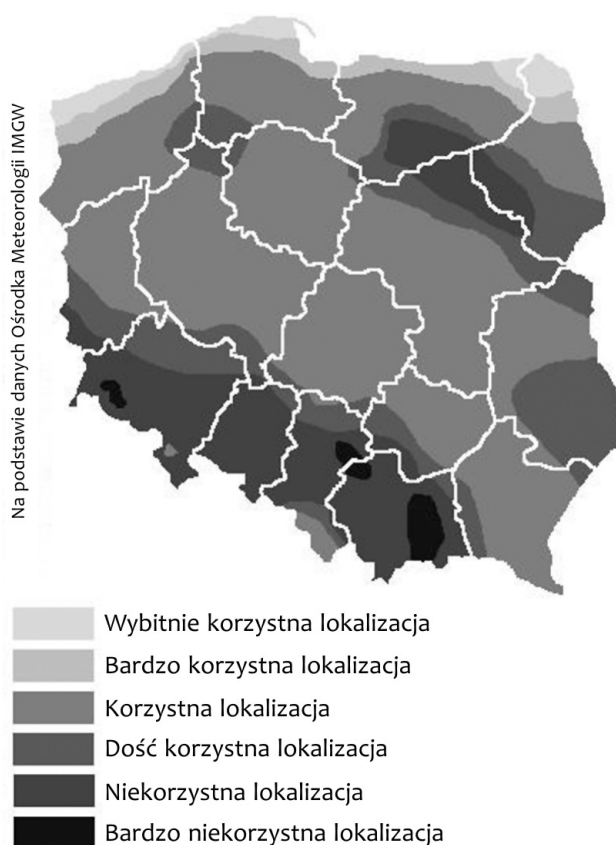 Na podstawie danych Ośrodka Meteorologii IMGW
Wybitnie korzystna lokalizacja
Bardzo korzystna lokalizacja
Korzystna lokalizacja
Dość korzystna lokalizacja
Niekorzystna lokalizacja
Bardzo niekorzystna lokalizacja